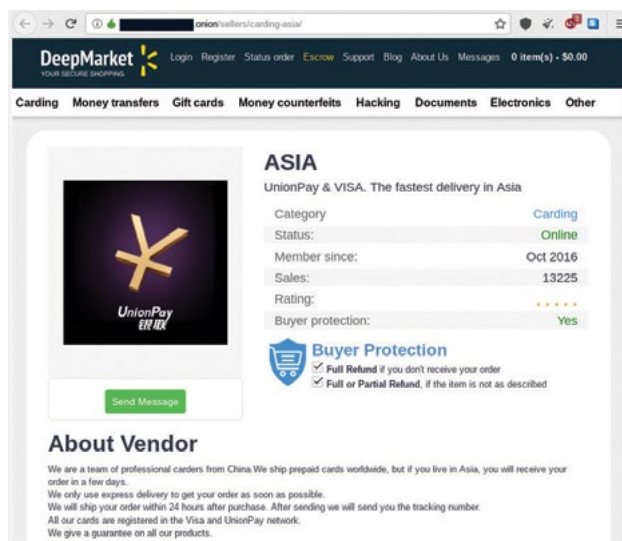 .onion/sellers/carding-asia/
DeepMarket
YOUR SECURE SHOPPING
Login Register Status order Escrow Support Blog About Us Messages 0 item(s) - $0.00
Carding Money transfers Gift cards Money counterfeits Hacking Documents Electronics Other
ASIA
UnionPay & VISA. The fastest delivery in Asia
Category Carding
Status: Online
Member since: Oct 2016
Sales: 13225
Rating:
Buyer protection: Yes
UnionPay
银联
Buyer Protection
Full Refund if you don't receive your order
Full or Partial Refund, if the item is not as described
Send Message
About Vendor
We are a team of professional carders from China.We ship prepaid cards worldwide, but if you live in Asia, you will receive your
order in a few days.
We only use express delivery to get your order as soon as possible.
We will ship your order within 24 hours after purchase. After sending we will send you the tracking number.
All our cards are registered in the Visa and UnionPay network.
We give a guarantee on all our products.